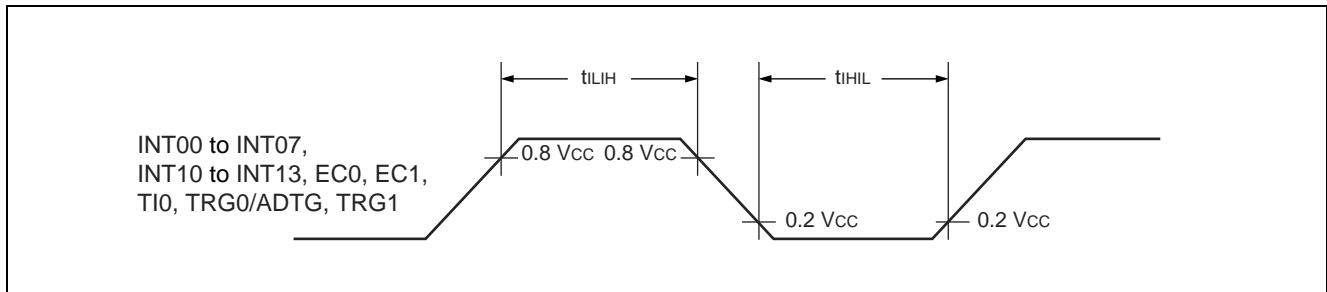 tILIH
tIHIL
INT00 to INT07,
INT10 to INT13, EC0, EC1,
TI0, TRG0/ADTG, TRG1
0.8 VCC 0.8 VCC
0.2 VCC
0.2 VCC